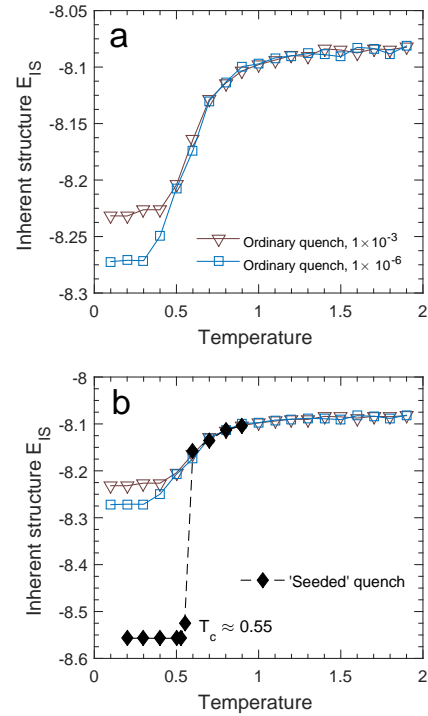 a
-8.05
-8.1
-8.15
-8.2
-8.25
-8.3
Inherent structure E_IS
Ordinary quench, 1×10^-3
Ordinary quench, 1×10^-6
0 0.5 1 1.5 2
Temperature
b
-8
-8.1
-8.2
-8.3
-8.4
-8.5
-8.6
Inherent structure E_IS
'Seeded' quench
T_c ≈ 0.55
0 0.5 1 1.5 2
Temperature